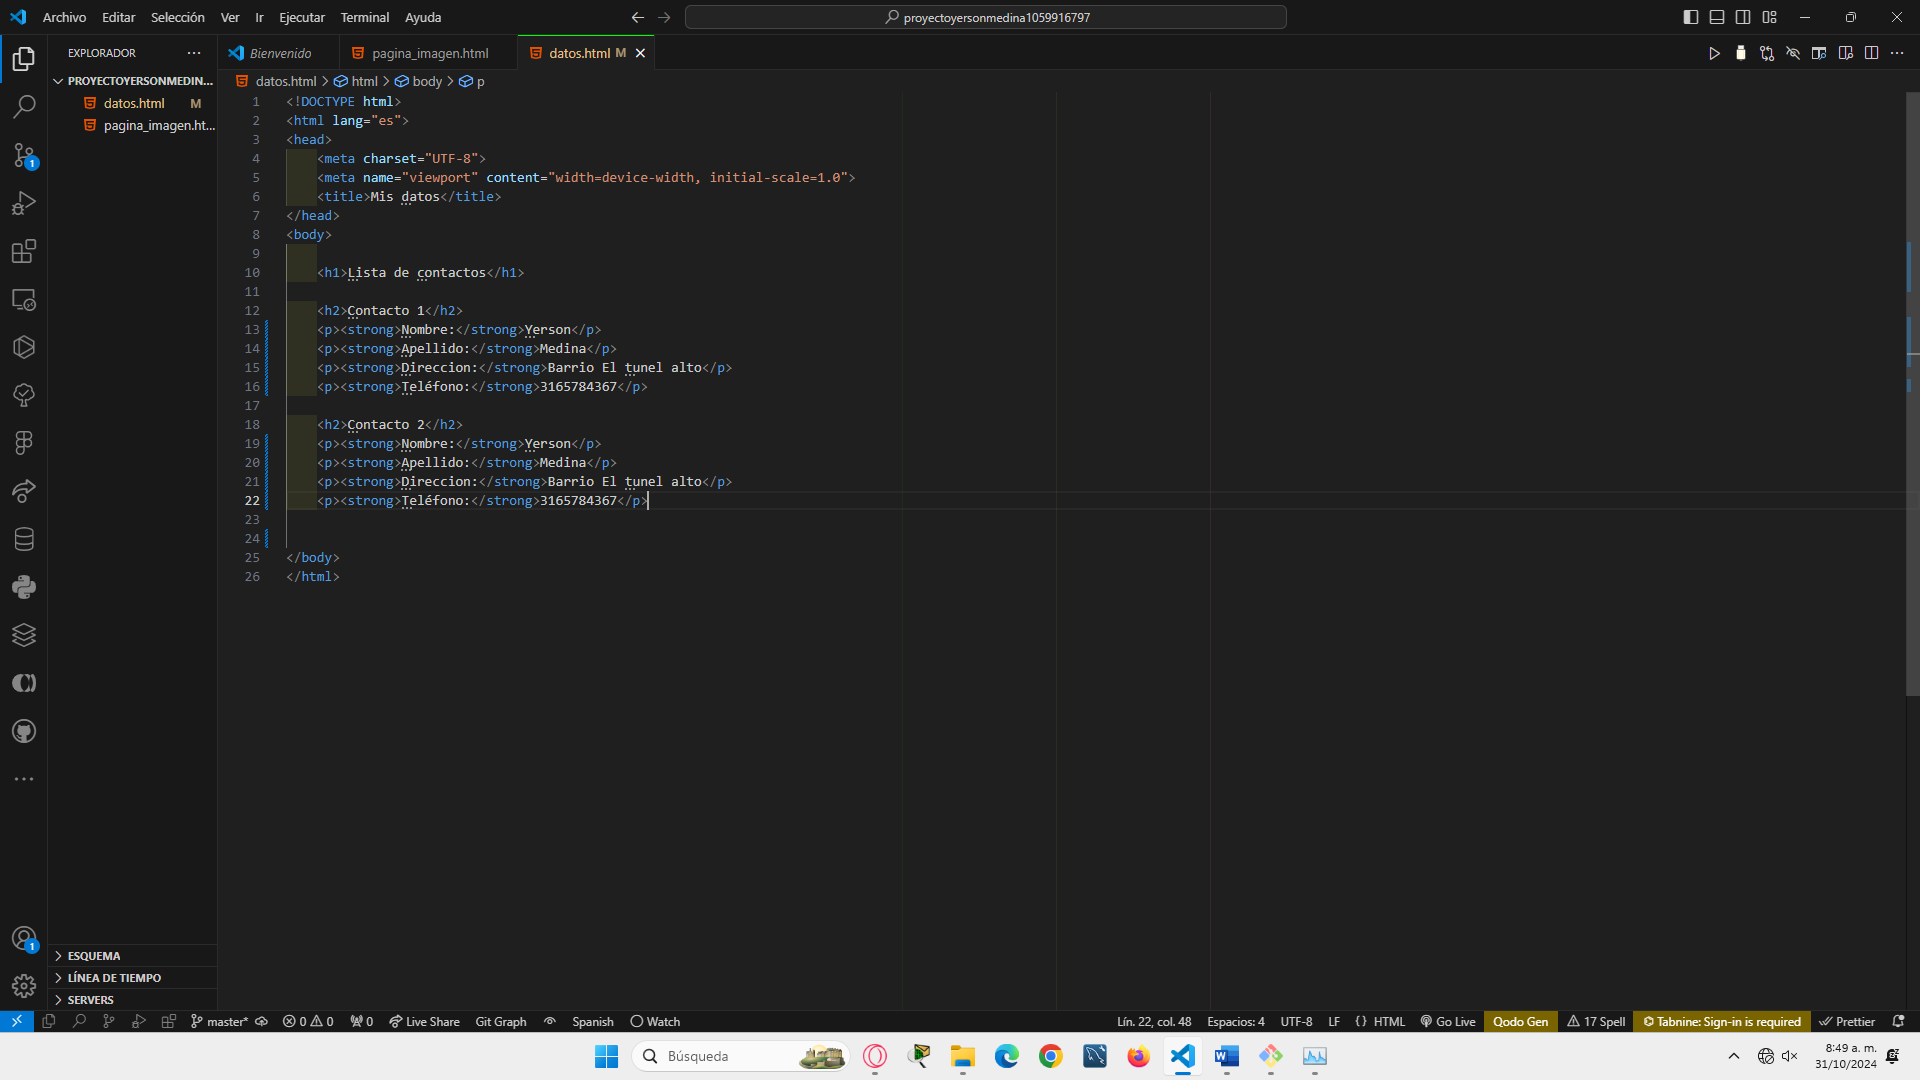 Archivo Editar Selección Ver Ir Ejecutar Terminal Ayuda
proyectoyersonmedina1059916797
EXPLORADOR
Bienvenido
pagina_imagen.html
datos.html M
PROYECTOYERSONMEDIN...
datos.html M
pagina_imagen.ht...
datos.html > html > body > p
1 <!DOCTYPE html>
2 <html lang="es">
3 <head>
4 <meta charset="UTF-8">
5 <meta name="viewport" content="width=device-width, initial-scale=1.0">
6 <title>Mis datos</title>
7 </head>
8 <body>
9
10 <h1>Lista de contactos</h1>
11
12 <h2>Contacto 1</h2>
13 <p><strong>Nombre:</strong>Yerson</p>
14 <p><strong>Apellido:</strong>Medina</p>
15 <p><strong>Direccion:</strong>Barrio El tunel alto</p>
16 <p><strong>Teléfono:</strong>3165784367</p>
17
18 <h2>Contacto 2</h2>
19 <p><strong>Nombre:</strong>Yerson</p>
20 <p><strong>Apellido:</strong>Medina</p>
21 <p><strong>Direccion:</strong>Barrio El tunel alto</p>
22 <p><strong>Teléfono:</strong>3165784367</p>
23
24
25 </body>
26 </html>
1
1
ESQUEMA
LÍNEA DE TIEMPO
SERVERS
master* 0 0 0 Live Share Git Graph Spanish Watch
Lín. 22, col. 48 Espacios: 4 UTF-8 LF {} HTML Go Live Qodo Gen 17 Spell Tabnine: Sign-in is required Prettier
Búsqueda
8:49 a. m.
31/10/2024